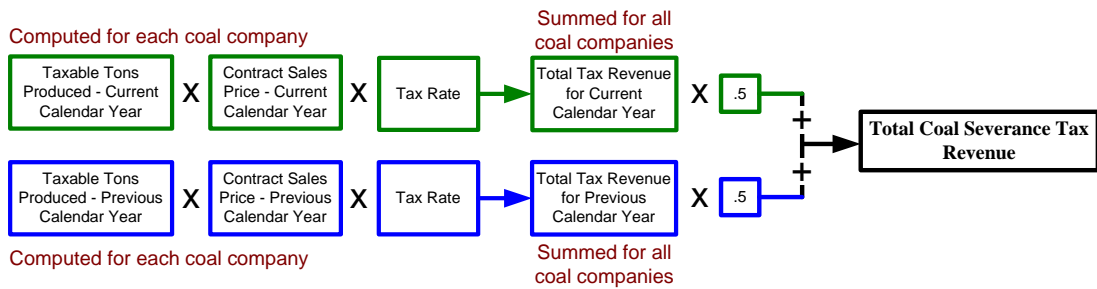 Computed for each coal company
Summed for all
coal companies
Taxable Tons
Produced - Current
Calendar Year
X
Contract Sales
Price - Current
Calendar Year
X
Tax Rate
Total Tax Revenue
for Current
Calendar Year
X
.5
+
Total Coal Severance Tax
Revenue
+
Taxable Tons
Produced - Previous
Calendar Year
X
Contract Sales
Price - Previous
Calendar Year
X
Tax Rate
Total Tax Revenue
for Previous
Calendar Year
X
.5
Computed for each coal company
Summed for all
coal companies